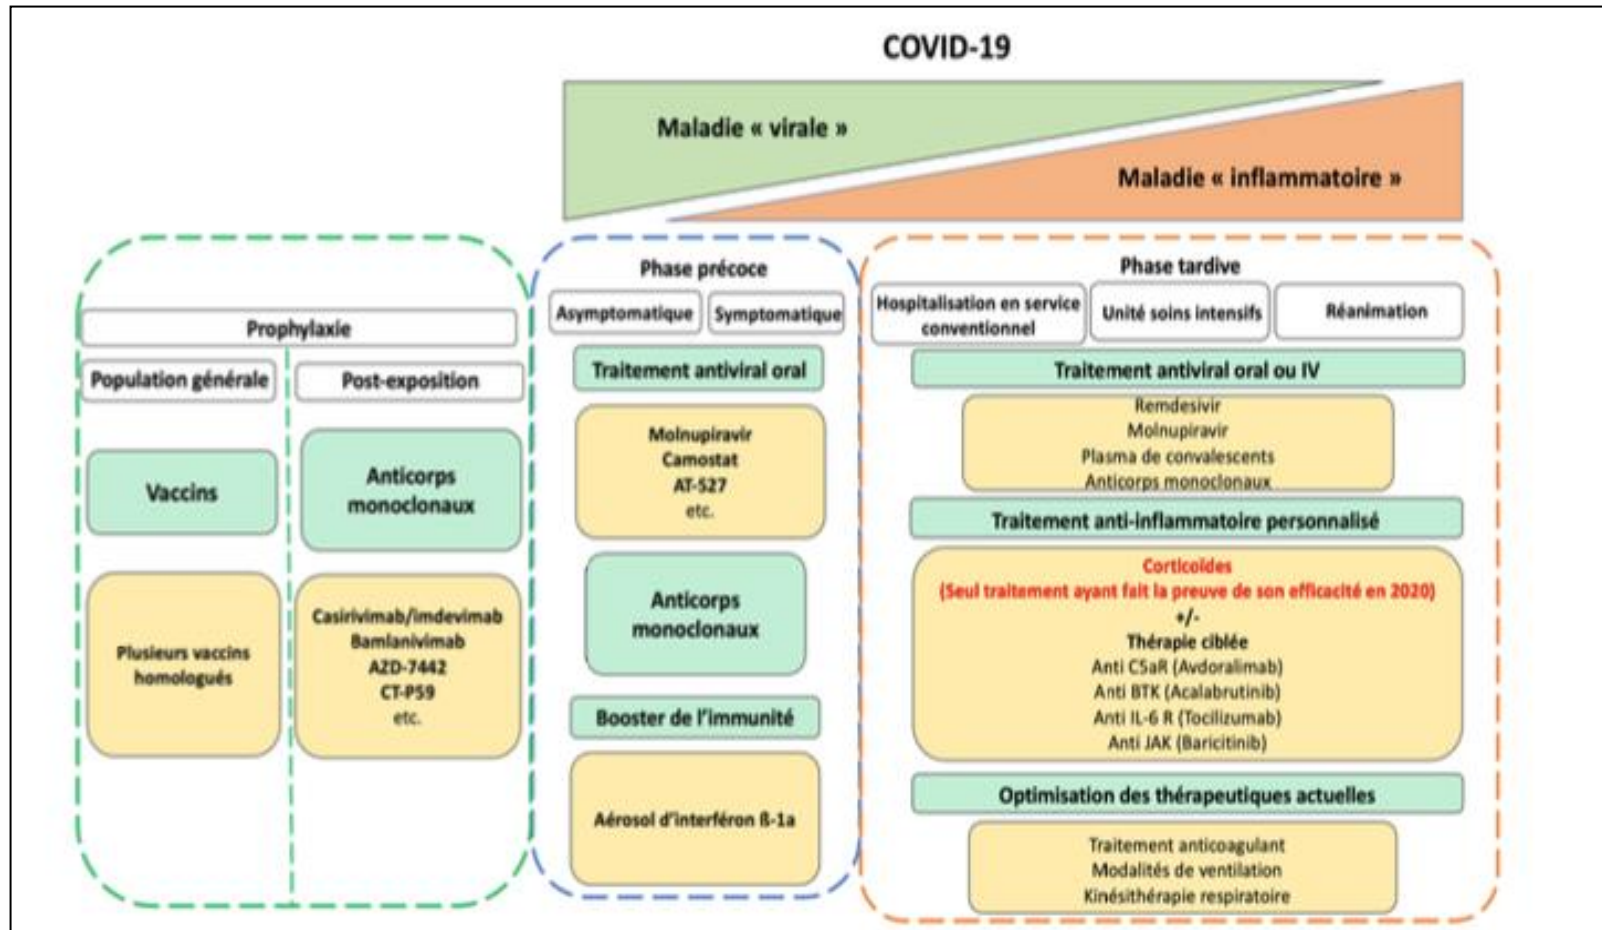 COVID-19
Maladie « virale »
Maladie « inflammatoire »
Prophylaxie
Population générale
Post-exposition
Vaccins
Anticorps
monoclonaux
Plusieurs vaccins
homologués
Casirivimab/imdevimab
Bamlanivimab
AZD-7442
CT-P59
etc.
Phase précoce
Asymptomatique
Symptomatique
Traitement antiviral oral
Molnupiravir
Camostat
AT-527
etc.
Anticorps
monoclonaux
Booster de l'immunité
Aérosol d'interféron ß-1a
Phase tardive
Hospitalisation en service
conventionnel
Unité soins intensifs
Réanimation
Traitement antiviral oral ou IV
Remdesivir
Molnupiravir
Plasma de convalescents
Anticorps monoclonaux
Traitement anti-inflammatoire personnalisé
Corticoïdes
(Seul traitement ayant fait la preuve de son efficacité en 2020)
+/-
Thérapie ciblée
Anti C5aR (Avdoralimab)
Anti BTK (Acalabrutinib)
Anti IL-6 R (Tocilizumab)
Anti JAK (Baricitinib)
Optimisation des thérapeutiques actuelles
Traitement anticoagulant
Modalités de ventilation
Kinésithérapie respiratoire